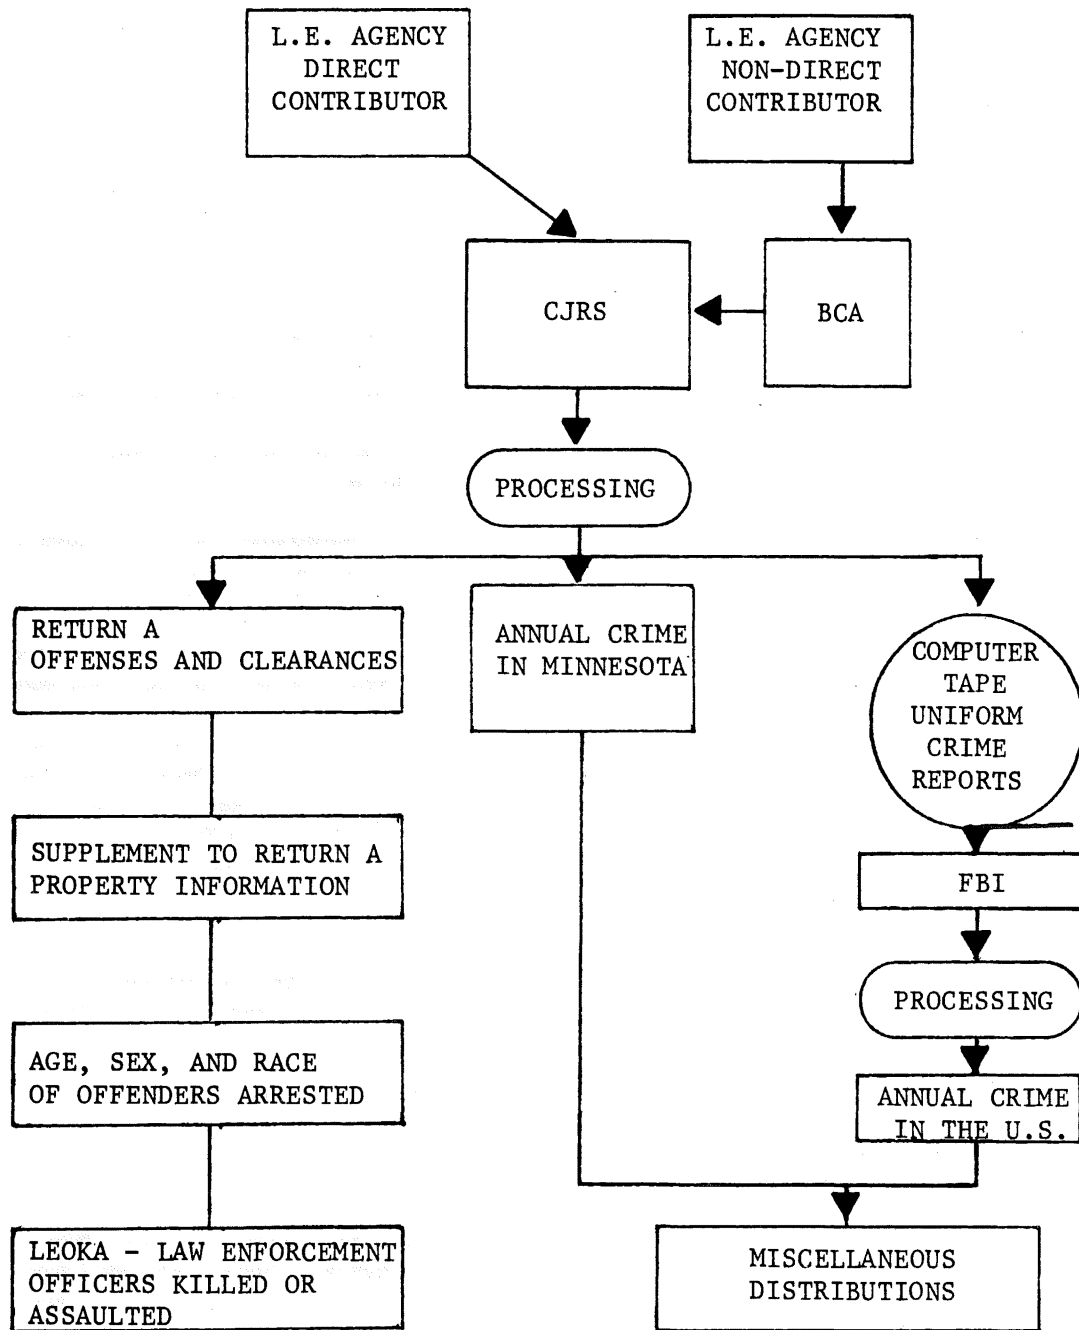 L.E. AGENCY
DIRECT
CONTRIBUTOR
L.E. AGENCY
NON-DIRECT
CONTRIBUTOR
CJRS
BCA
PROCESSING
RETURN A
OFFENSES AND CLEARANCES
ANNUAL CRIME
IN MINNESOTA
COMPUTER
TAPE
UNIFORM
CRIME
REPORTS
SUPPLEMENT TO RETURN A
PROPERTY INFORMATION
FBI
PROCESSING
AGE, SEX, AND RACE
OF OFFENDERS ARRESTED
ANNUAL CRIME
IN THE U.S.
LEOKA - LAW ENFORCEMENT
OFFICERS KILLED OR
ASSAULTED
MISCELLANEOUS
DISTRIBUTIONS